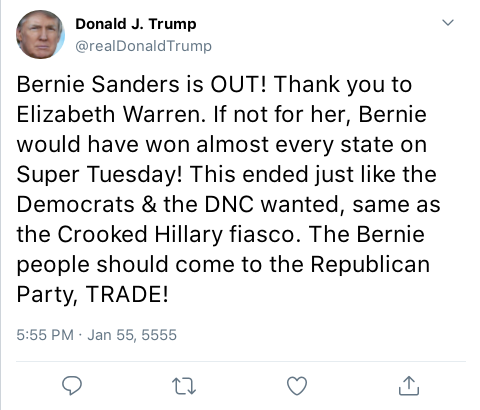 Donald J. Trump
@realDonaldTrump
Bernie Sanders is OUT! Thank you to
Elizabeth Warren. If not for her, Bernie
would have won almost every state on
Super Tuesday! This ended just like the
Democrats & the DNC wanted, same as
the Crooked Hillary fiasco. The Bernie
people should come to the Republican
Party, TRADE!
5:55 PM · Jan 55, 5555